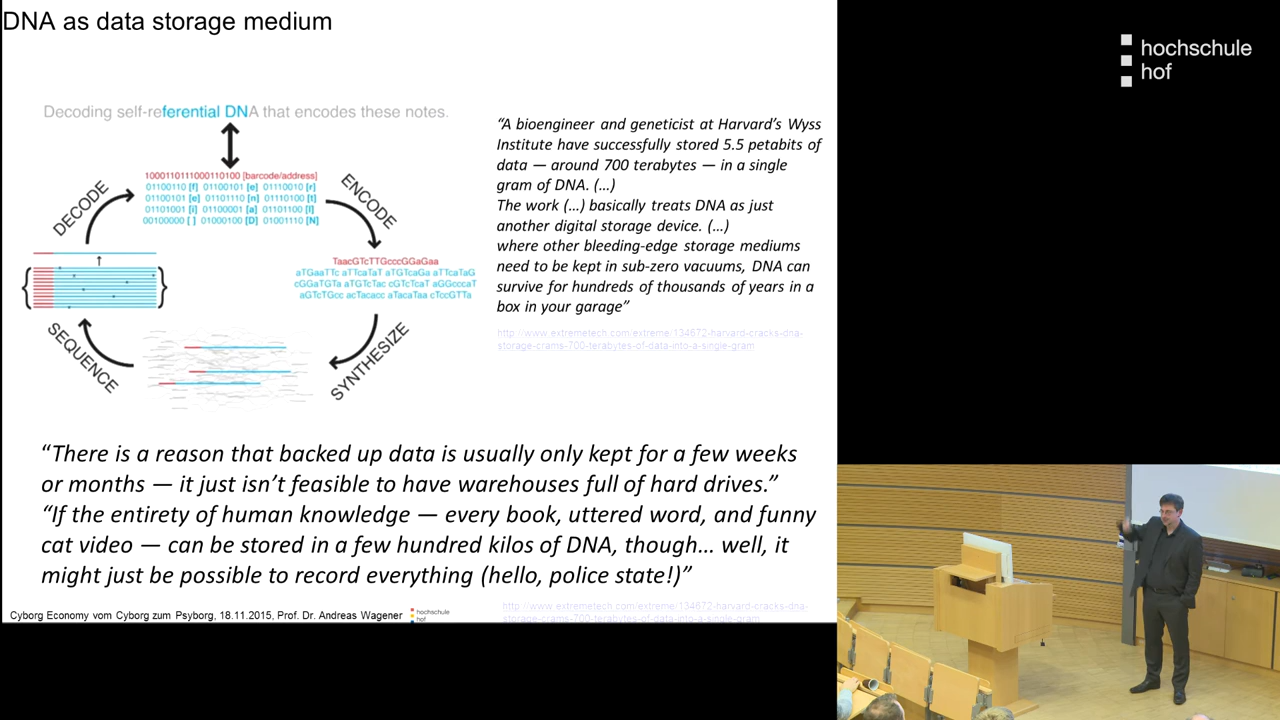 DNA as data storage medium
hochschule
hof
Decoding self-referential DNA that encodes these notes.
1000110111000110100 [barcode/address]
01100110 [f] 01100101 [e] 01110010 [r]
01100101 [e] 01101110 [n] 01110100 [t]
01101001 [i] 01100001 [a] 01101100 [l]
00100000 [ ] 01000100 [D] 01001110 [N]
DECODE
ENCODE
TaacGTcTTGcccGGaGaa
aTGaaTTc aTTcaTaT aTGTcaGa aTTcaTaG
cGGaTGTa aTGTcTac cGTcTcaT aGGcccaT
aGTcTGcc acTacacc aTacaTaa cTccGTTa
SEQUENCE
SYNTHESIZE
“A bioengineer and geneticist at Harvard’s Wyss
Institute have successfully stored 5.5 petabits of
data — around 700 terabytes — in a single
gram of DNA. (...)
The work (...) basically treats DNA as just
another digital storage device. (...)
where other bleeding-edge storage mediums
need to be kept in sub-zero vacuums, DNA can
survive for hundreds of thousands of years in a
box in your garage”
http://www.extremetech.com/extreme/134672-harvard-cracks-dna-
storage-crams-700-terabytes-of-data-into-a-single-gram
“There is a reason that backed up data is usually only kept for a few weeks
or months — it just isn’t feasible to have warehouses full of hard drives.”
“If the entirety of human knowledge — every book, uttered word, and funny
cat video — can be stored in a few hundred kilos of DNA, though... well, it
might just be possible to record everything (hello, police state!)”
Cyborg Economy vom Cyborg zum Psyborg, 18.11.2015, Prof. Dr. Andreas Wagener
hochschule
hof
http://www.extremetech.com/extreme/134672-harvard-cracks-dna-
storage-crams-700-terabytes-of-data-into-a-single-gram